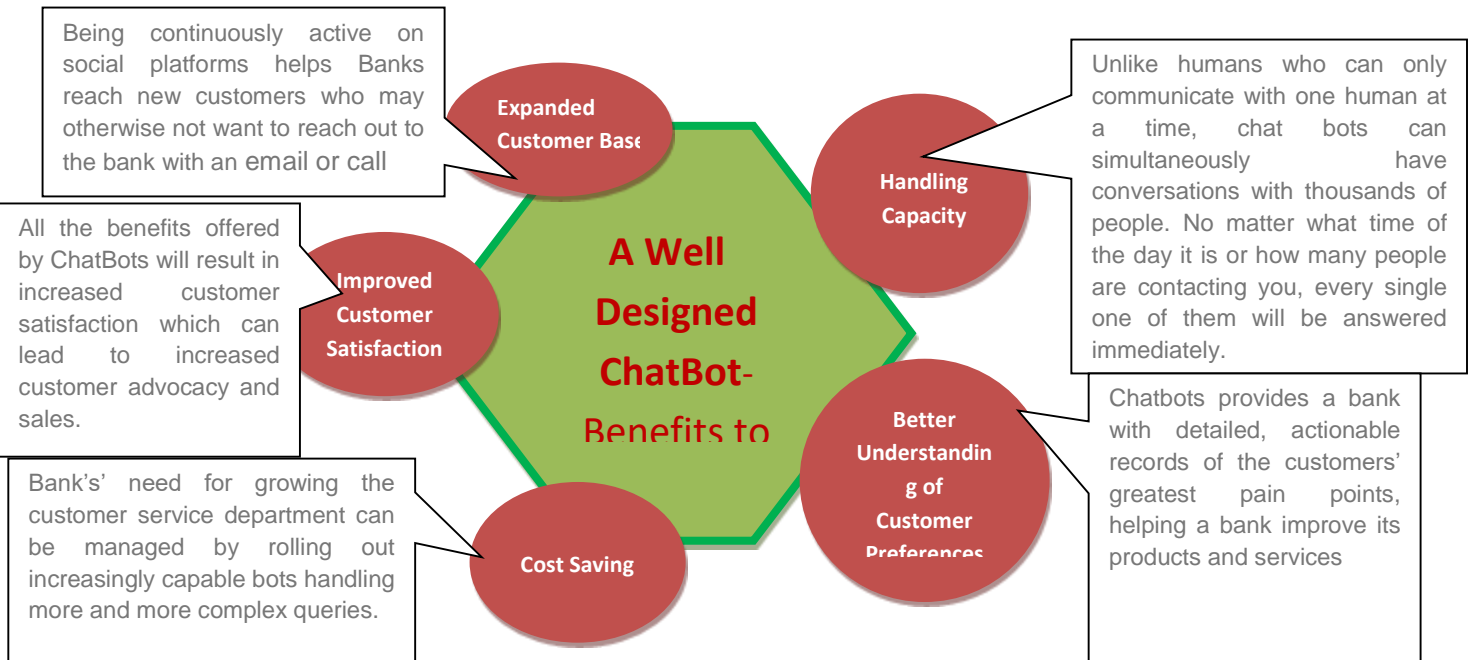 Being continuously active on
social platforms helps Banks
reach new customers who may
otherwise not want to reach out to
the bank with an email or call
Expanded
Customer Base
Handling
Capacity
Unlike humans who can only
communicate with one human at
a time, chat bots can
simultaneously have
conversations with thousands of
people. No matter what time of
the day it is or how many people
are contacting you, every single
one of them will be answered
immediately.
All the benefits offered
by ChatBots will result in
increased customer
satisfaction which can
lead to increased
customer advocacy and
sales.
Improved
Customer
Satisfaction
A Well
Designed
ChatBot-
Benefits to
Better
Understandin
g of
Customer
Preferences
Chatbots provides a bank
with detailed, actionable
records of the customers’
greatest pain points,
helping a bank improve its
products and services
Bank’s’ need for growing the
customer service department can
be managed by rolling out
increasingly capable bots handling
more and more complex queries.
Cost Saving